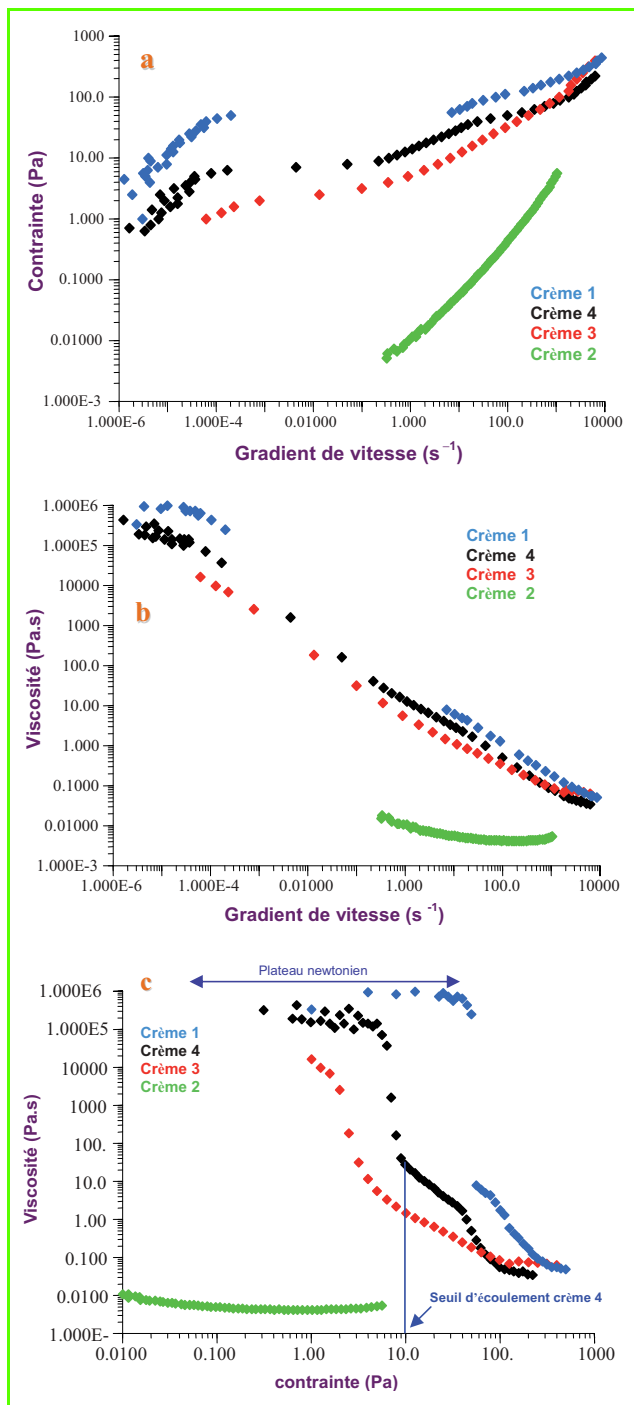 a
1000
100.0
10.00
1.000
0.1000
0.01000
1.000E-3
Contrainte (Pa)
Crème 1
Crème 4
Crème 3
Crème 2
1.000E-6
1.000E-4
0.01000
1.000
100.0
10000
Gradient de vitesse (s⁻¹)
b
1.000E6
1.000E5
10000
1000
100.0
10.00
1.000
0.1000
0.01000
1.000E-3
Viscosité (Pa.s)
Crème 1
Crème 4
Crème 3
Crème 2
1.000E-6
1.000E-4
0.01000
1.000
100.0
10000
Gradient de vitesse (s⁻¹)
c
Plateau newtonien
1.000E6
1.000E5
10000
1000
100.
10.0
1.00
0.100
0.0100
1.000E-
Viscosité (Pa.s)
Crème 1
Crème 4
Crème 3
Crème 2
Seuil d'écoulement crème 4
0.0100
0.100
1.00
10.0
100.
1000
contrainte (Pa)